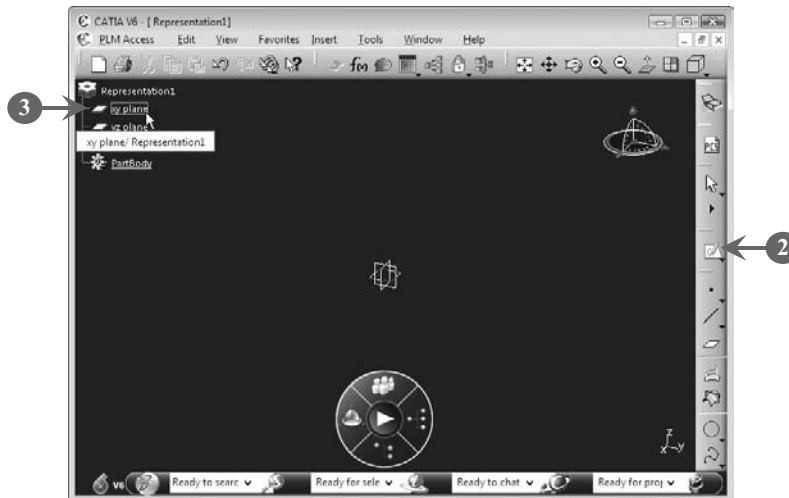 CATIA V6 - [ Representation1]
PLM Access Edit View Favorites Insert Tools Window Help
Representation1
3
xy plane
yz plane
xy plane/ Representation1
PartBody
2
z
x y
V6 Ready to searc Ready for sele Ready to chat Ready for proj